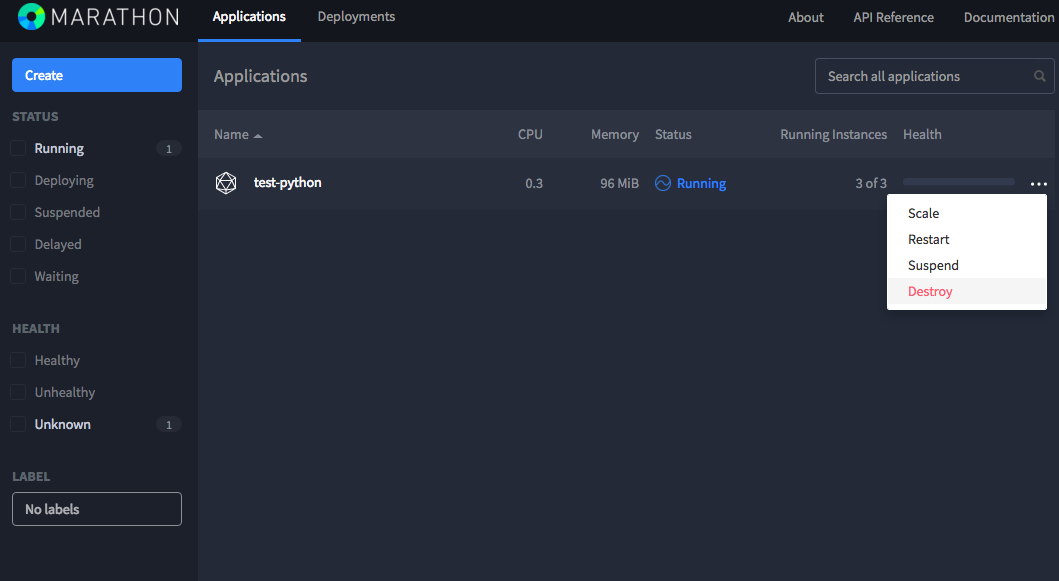 MARATHON
Applications
Deployments
About
API Reference
Documentation
Create
STATUS
Running 1
Deploying
Suspended
Delayed
Waiting
HEALTH
Healthy
Unhealthy
Unknown 1
LABEL
No labels
Applications
Search all applications
Name CPU Memory Status Running Instances Health
test-python 0.3 96 MiB Running 3 of 3
Scale
Restart
Suspend
Destroy